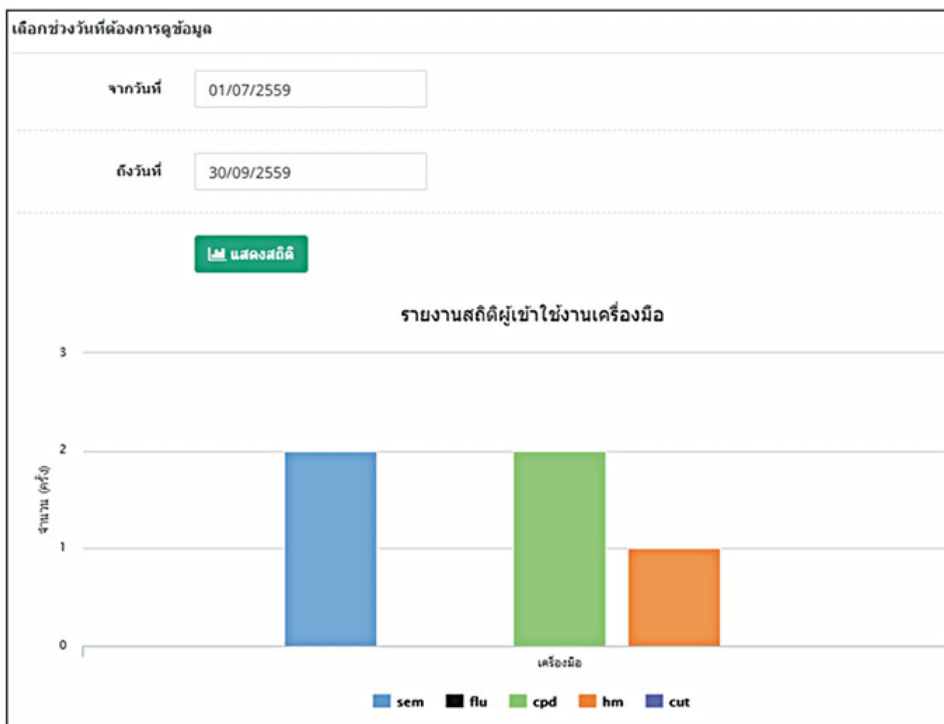 เลือกช่วงวันที่ต้องการดูข้อมูล
จากวันที่ 01/07/2559
ถึงวันที่ 30/09/2559
แสดงสถิติ
รายงานสถิติผู้เข้าใช้งานเครื่องมือ
3
2
1
0
จำนวน (ครั้ง)
เครื่องมือ
sem flu cpd hm cut